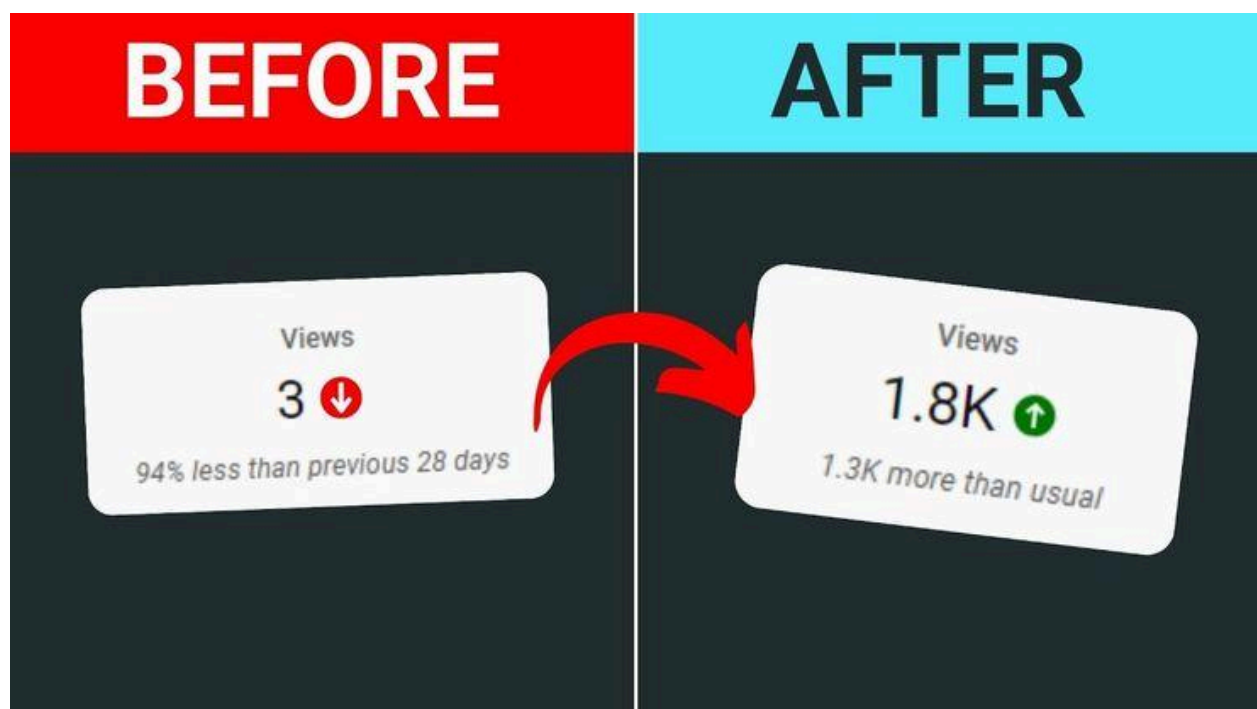 BEFORE
Views
3
94% less than previous 28 days
AFTER
Views
1.8K
1.3K more than usual